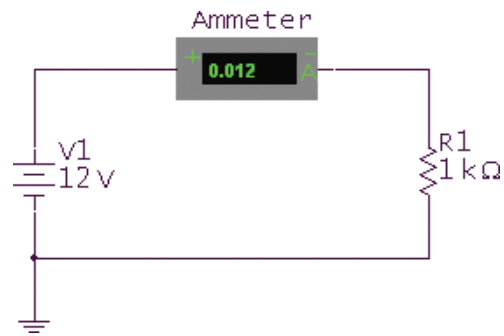 Ammeter
+ 0.012 − A
V1
12 V
R1
1 kΩ